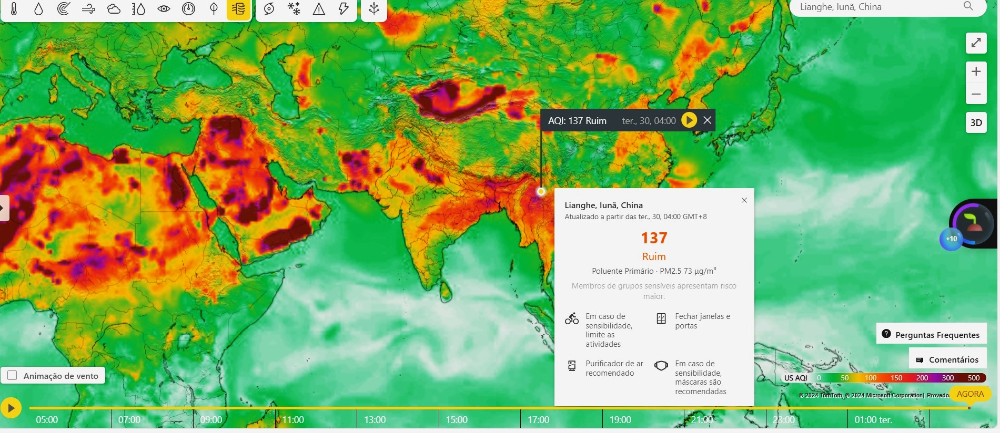 Lianghe, Iunã, China
AQI: 137 Ruim ter., 30, 04:00
3D
Lianghe, Iunã, China
Atualizado a partir das ter., 30, 04:00 GMT+8
137
Ruim
Poluente Primário · PM2.5 73 µg/m³
Membros de grupos sensíveis apresentam risco
maior.
Em caso de
sensibilidade,
limite as
atividades
Fechar janelas e
portas
Purificador de ar
recomendado
Em caso de
sensibilidade,
máscaras são
recomendadas
+10
Perguntas Frequentes
Comentários
Animação de vento
US AQI 0 50 100 150 200 300 500
© 2024 TomTom, © 2024 Microsoft Corporation| Provedo
AGORA
05:00 07:00 09:00 11:00 13:00 15:00 17:00 19:00 21:00 23:00 01:00 ter.